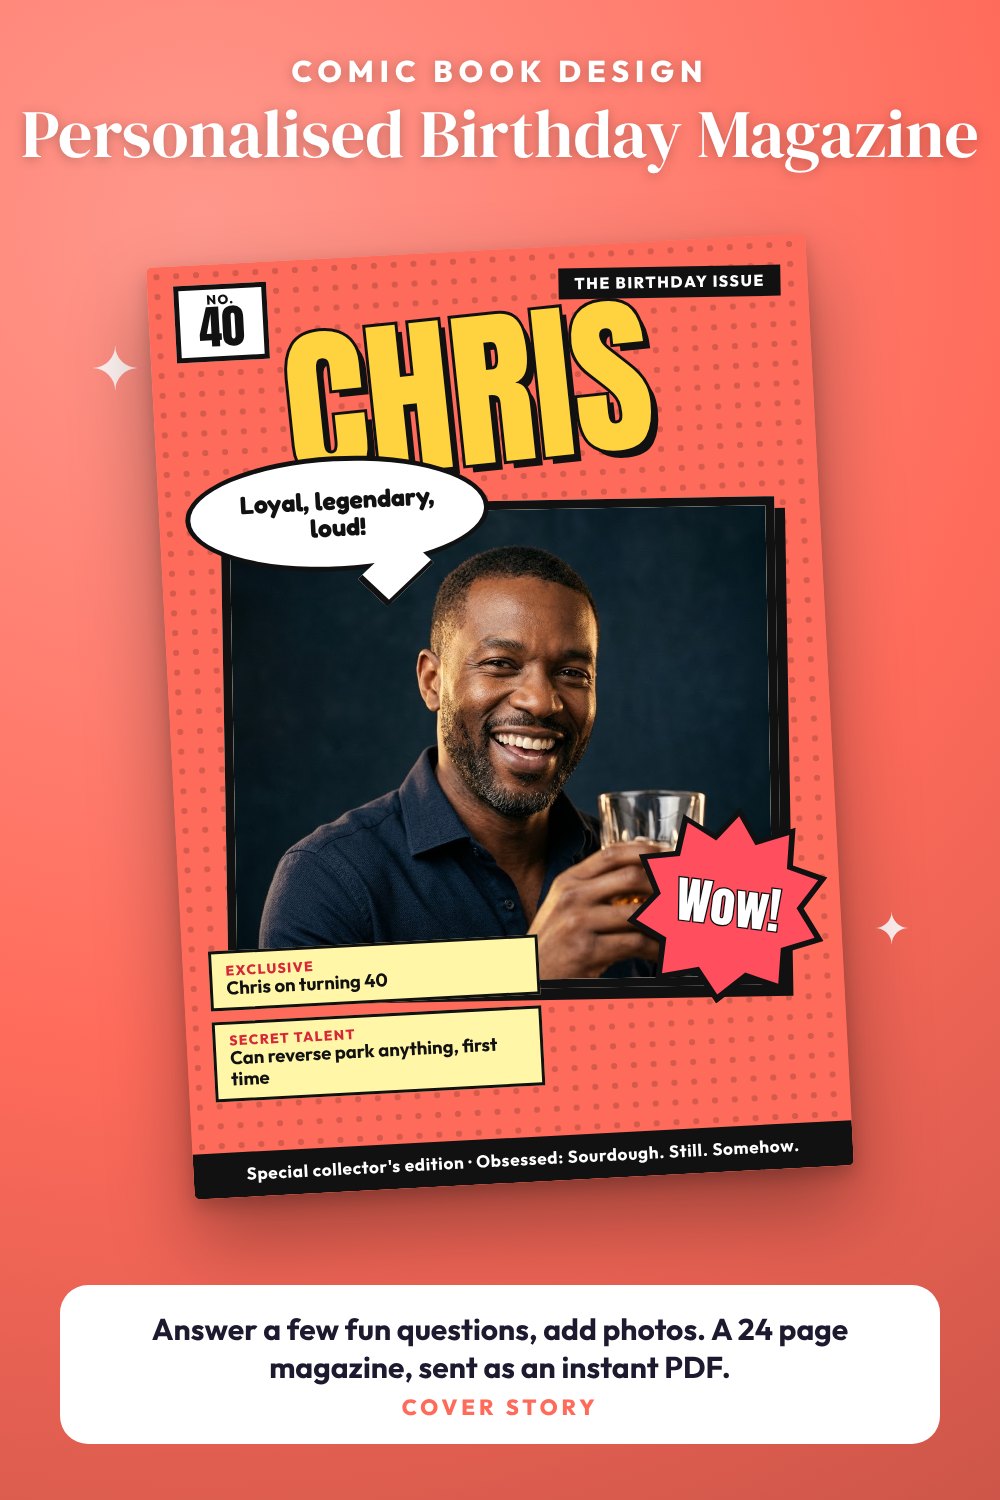 COMIC BOOK DESIGN
Personalised Birthday Magazine
THE BIRTHDAY ISSUE
NO.
40
CHRIS
Loyal, legendary,
loud!
Wow!
EXCLUSIVE
Chris on turning 40
SECRET TALENT
Can reverse park anything, first
time
Special collector's edition · Obsessed: Sourdough. Still. Somehow.
Answer a few fun questions, add photos. A 24 page
magazine, sent as an instant PDF.
COVER STORY